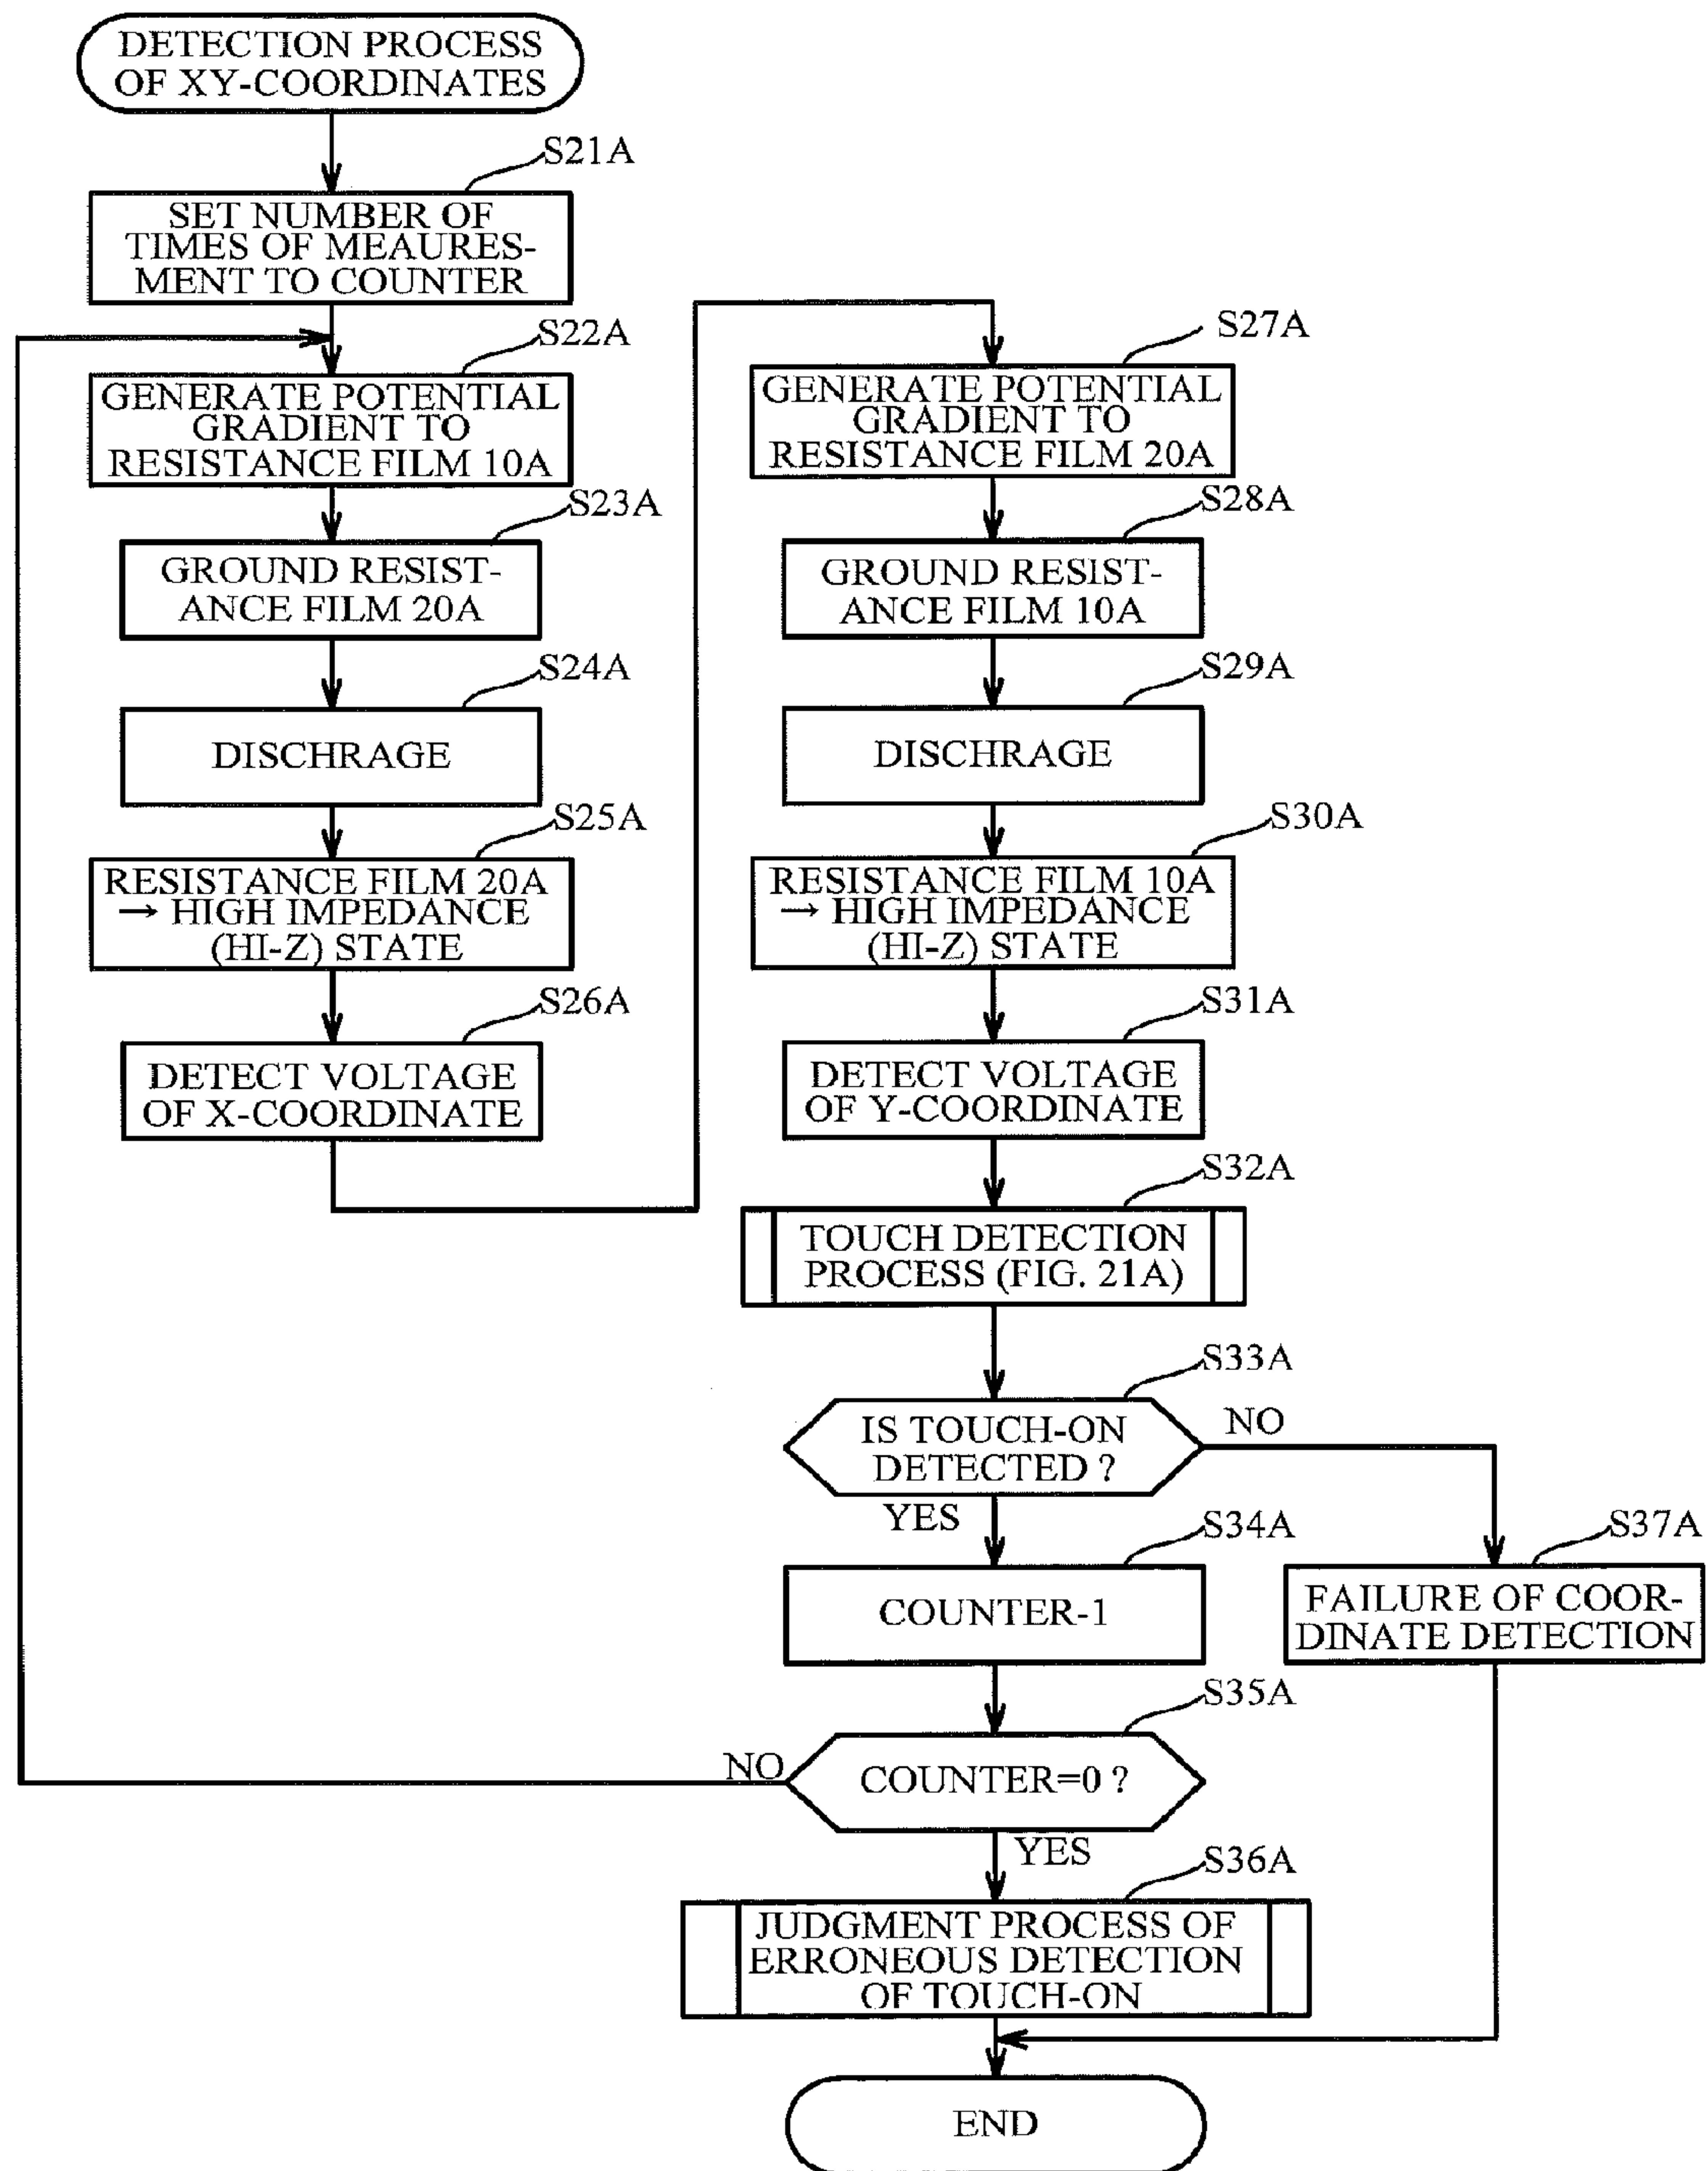 DETECTION PROCESS
OF XY-COORDINATES
S21A
SET NUMBER OF
TIMES OF MEAURES-
MENT TO COUNTER
S22A
GENERATE POTENTIAL
GRADIENT TO
RESISTANCE FILM 10A
S23A
GROUND RESIST-
ANCE FILM 20A
S24A
DISCHRAGE
S25A
RESISTANCE FILM 20A
→ HIGH IMPEDANCE
(HI-Z) STATE
S26A
DETECT VOLTAGE
OF X-COORDINATE
S27A
GENERATE POTENTIAL
GRADIENT TO
RESISTANCE FILM 20A
S28A
GROUND RESIST-
ANCE FILM 10A
S29A
DISCHRAGE
S30A
RESISTANCE FILM 10A
→ HIGH IMPEDANCE
(HI-Z) STATE
S31A
DETECT VOLTAGE
OF Y-COORDINATE
S32A
TOUCH DETECTION
PROCESS (FIG. 21A)
S33A
IS TOUCH-ON
DETECTED ?
NO
YES
S34A
COUNTER-1
S37A
FAILURE OF COOR-
DINATE DETECTION
S35A
COUNTER=0 ?
NO
YES
S36A
JUDGMENT PROCESS OF
ERRONEOUS DETECTION
OF TOUCH-ON
END